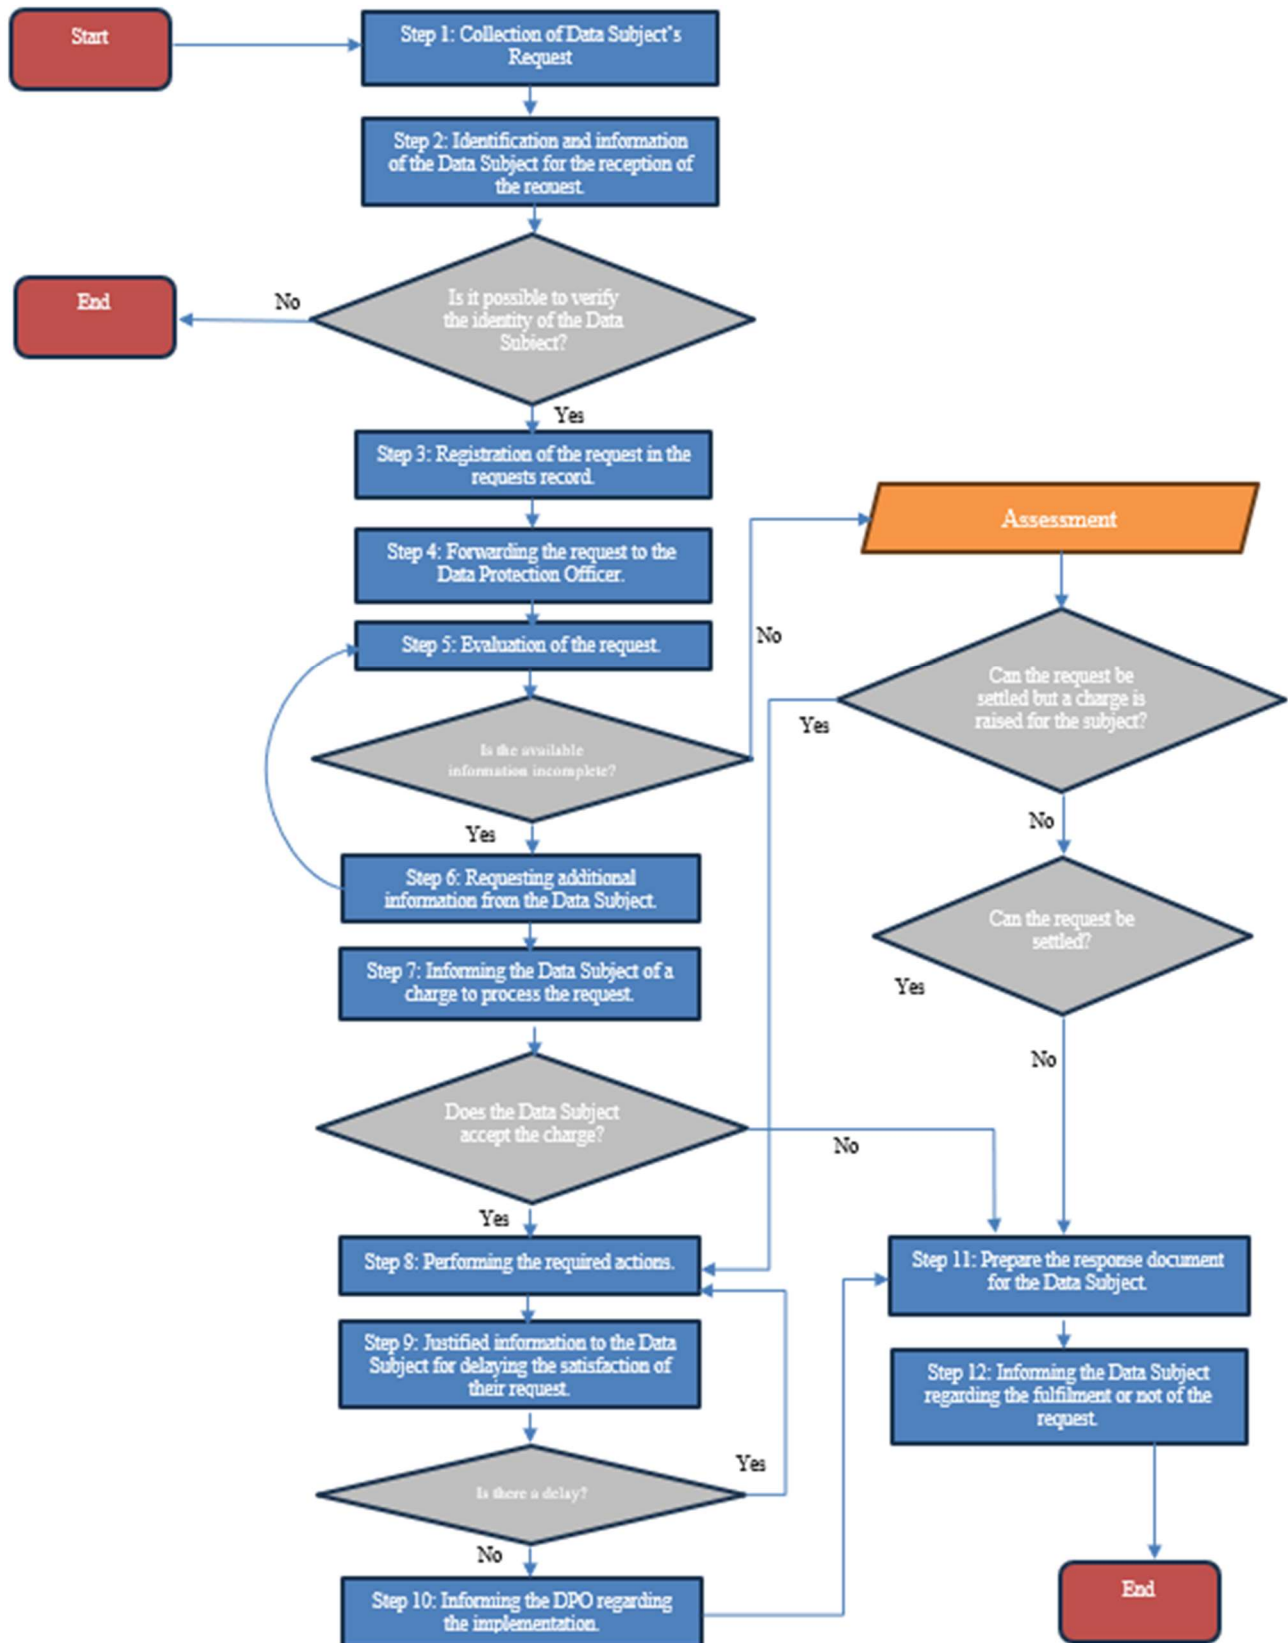 Start
Step 1: Collection of Data Subject's
Request
Step 2: Identification and information
of the Data Subject for the reception of
the request.
Is it possible to verify
the identity of the Data
Subject?
No
End
Yes
Step 3: Registration of the request in the
requests record.
Step 4: Forwarding the request to the
Data Protection Officer.
Step 5: Evaluation of the request.
Is the available
information incomplete?
No
Yes
Step 6: Requesting additional
information from the Data Subject.
Step 7: Informing the Data Subject of a
charge to process the request.
Does the Data Subject
accept the charge?
No
Yes
Step 8: Performing the required actions.
Step 9: Justified information to the Data
Subject for delaying the satisfaction of
their request.
Is there a delay?
Yes
No
Step 10: Informing the DPO regarding
the implementation.
Assessment
Can the request be
settled but a charge is
raised for the subject?
Yes
No
Can the request be
settled?
Yes
No
Step 11: Prepare the response document
for the Data Subject.
Step 12: Informing the Data Subject
regarding the fulfilment or not of the
request.
End